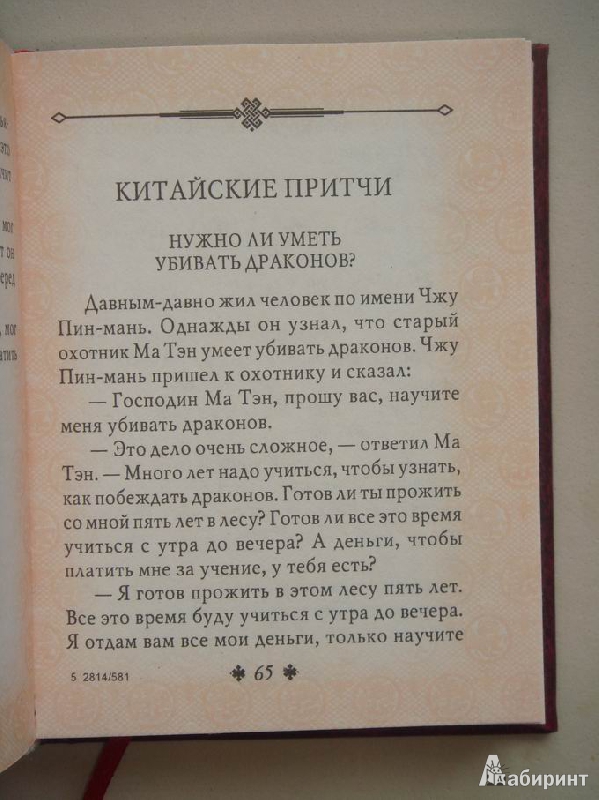 КИТАЙСКИЕ ПРИТЧИ
НУЖНО ЛИ УМЕТЬ
УБИВАТЬ ДРАКОНОВ?
Давным-давно жил человек по имени Чжу
Пин-мань. Однажды он узнал, что старый
охотник Ма Тэн умеет убивать драконов. Чжу
Пин-мань пришел к охотнику и сказал:
— Господин Ма Тэн, прошу вас, научите
меня убивать драконов.
— Это дело очень сложное, — ответил Ма
Тэн. — Много лет надо учиться, чтобы узнать,
как побеждать драконов. Готов ли ты прожить
со мной пять лет в лесу? Готов ли все это время
учиться с утра до вечера? А деньги, чтобы
платить мне за учение, у тебя есть?
— Я готов прожить в этом лесу пять лет.
Все это время буду учиться с утра до вечера.
Я отдам вам все мои деньги, только научите
5 2814/581
65
Лабиринт